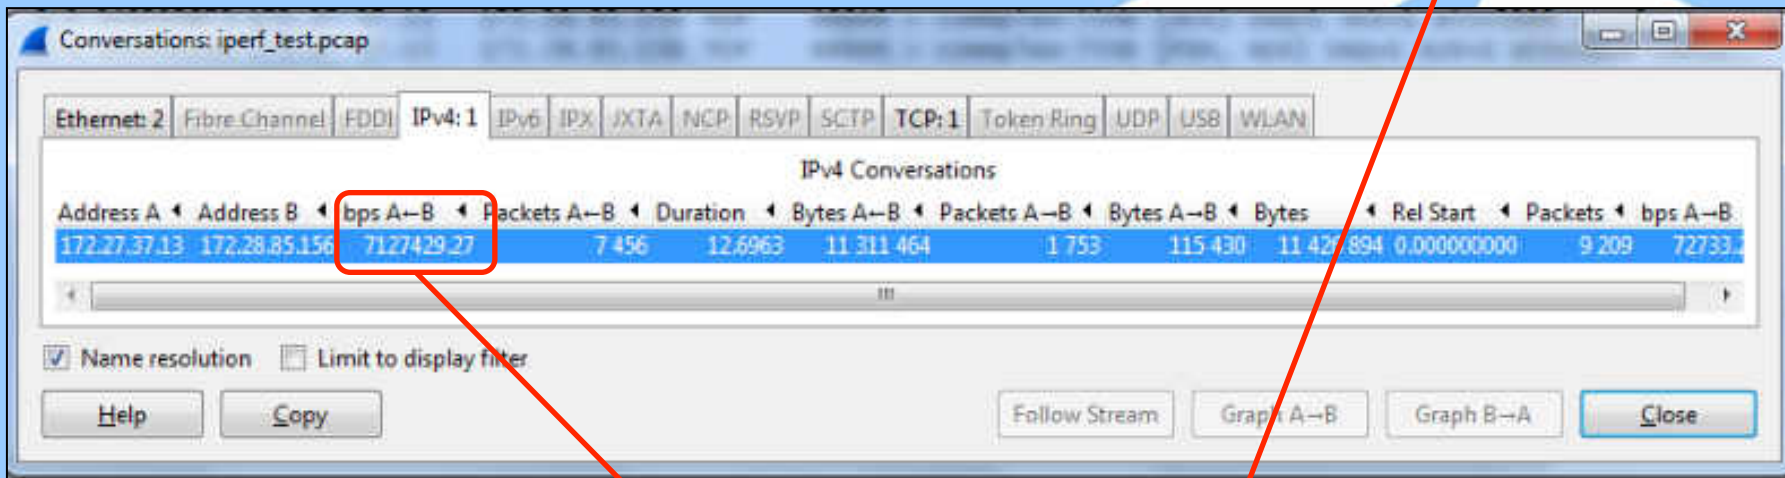 Conversations: iperf_test.pcap
Ethernet: 2 Fibre Channel FDDI IPv4: 1 IPv6 IPX JXTA NCP RSVP SCTP TCP: 1 Token Ring UDP USB WLAN
IPv4 Conversations
Address A Address B bps A←B Packets A←B Duration Bytes A←B Packets A→B Bytes A→B Bytes Rel Start Packets bps A→B
172.27.37.13 172.28.85.156 7127429.27 7 456 12.6963 11 311 464 1 753 115 430 11 426 894 0.000000000 9 209 72733.
Name resolution Limit to display filter
Help Copy Follow Stream Graph A→B Graph B→A Close